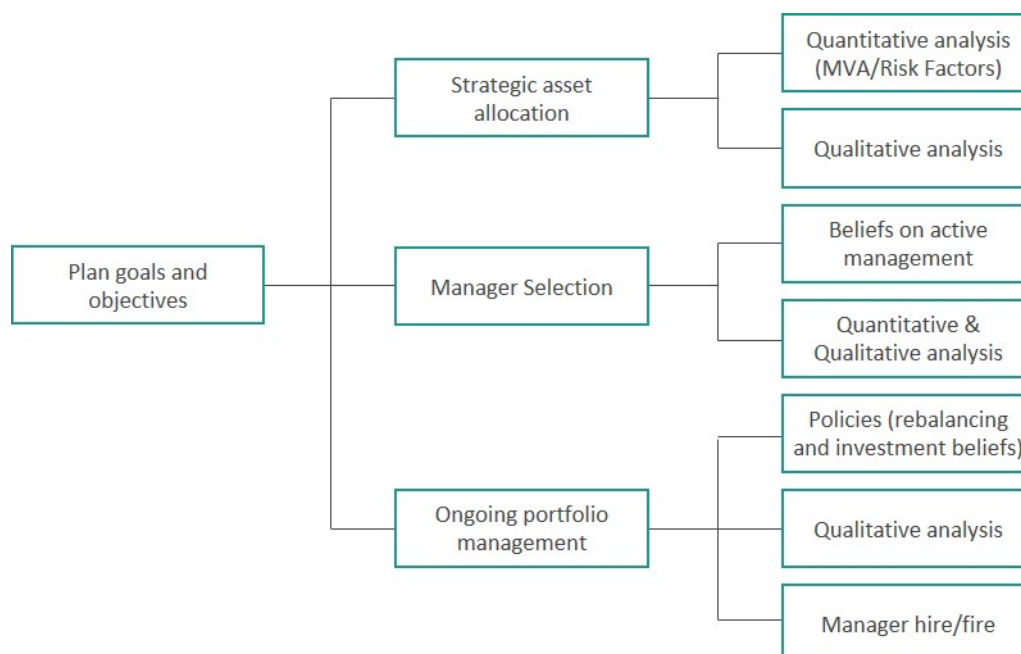 Plan goals and
objectives
Strategic asset
allocation
Quantitative analysis
(MVA/Risk Factors)
Qualitative analysis
Manager Selection
Beliefs on active
management
Quantitative &
Qualitative analysis
Ongoing portfolio
management
Policies (rebalancing
and investment beliefs)
Qualitative analysis
Manager hire/fire